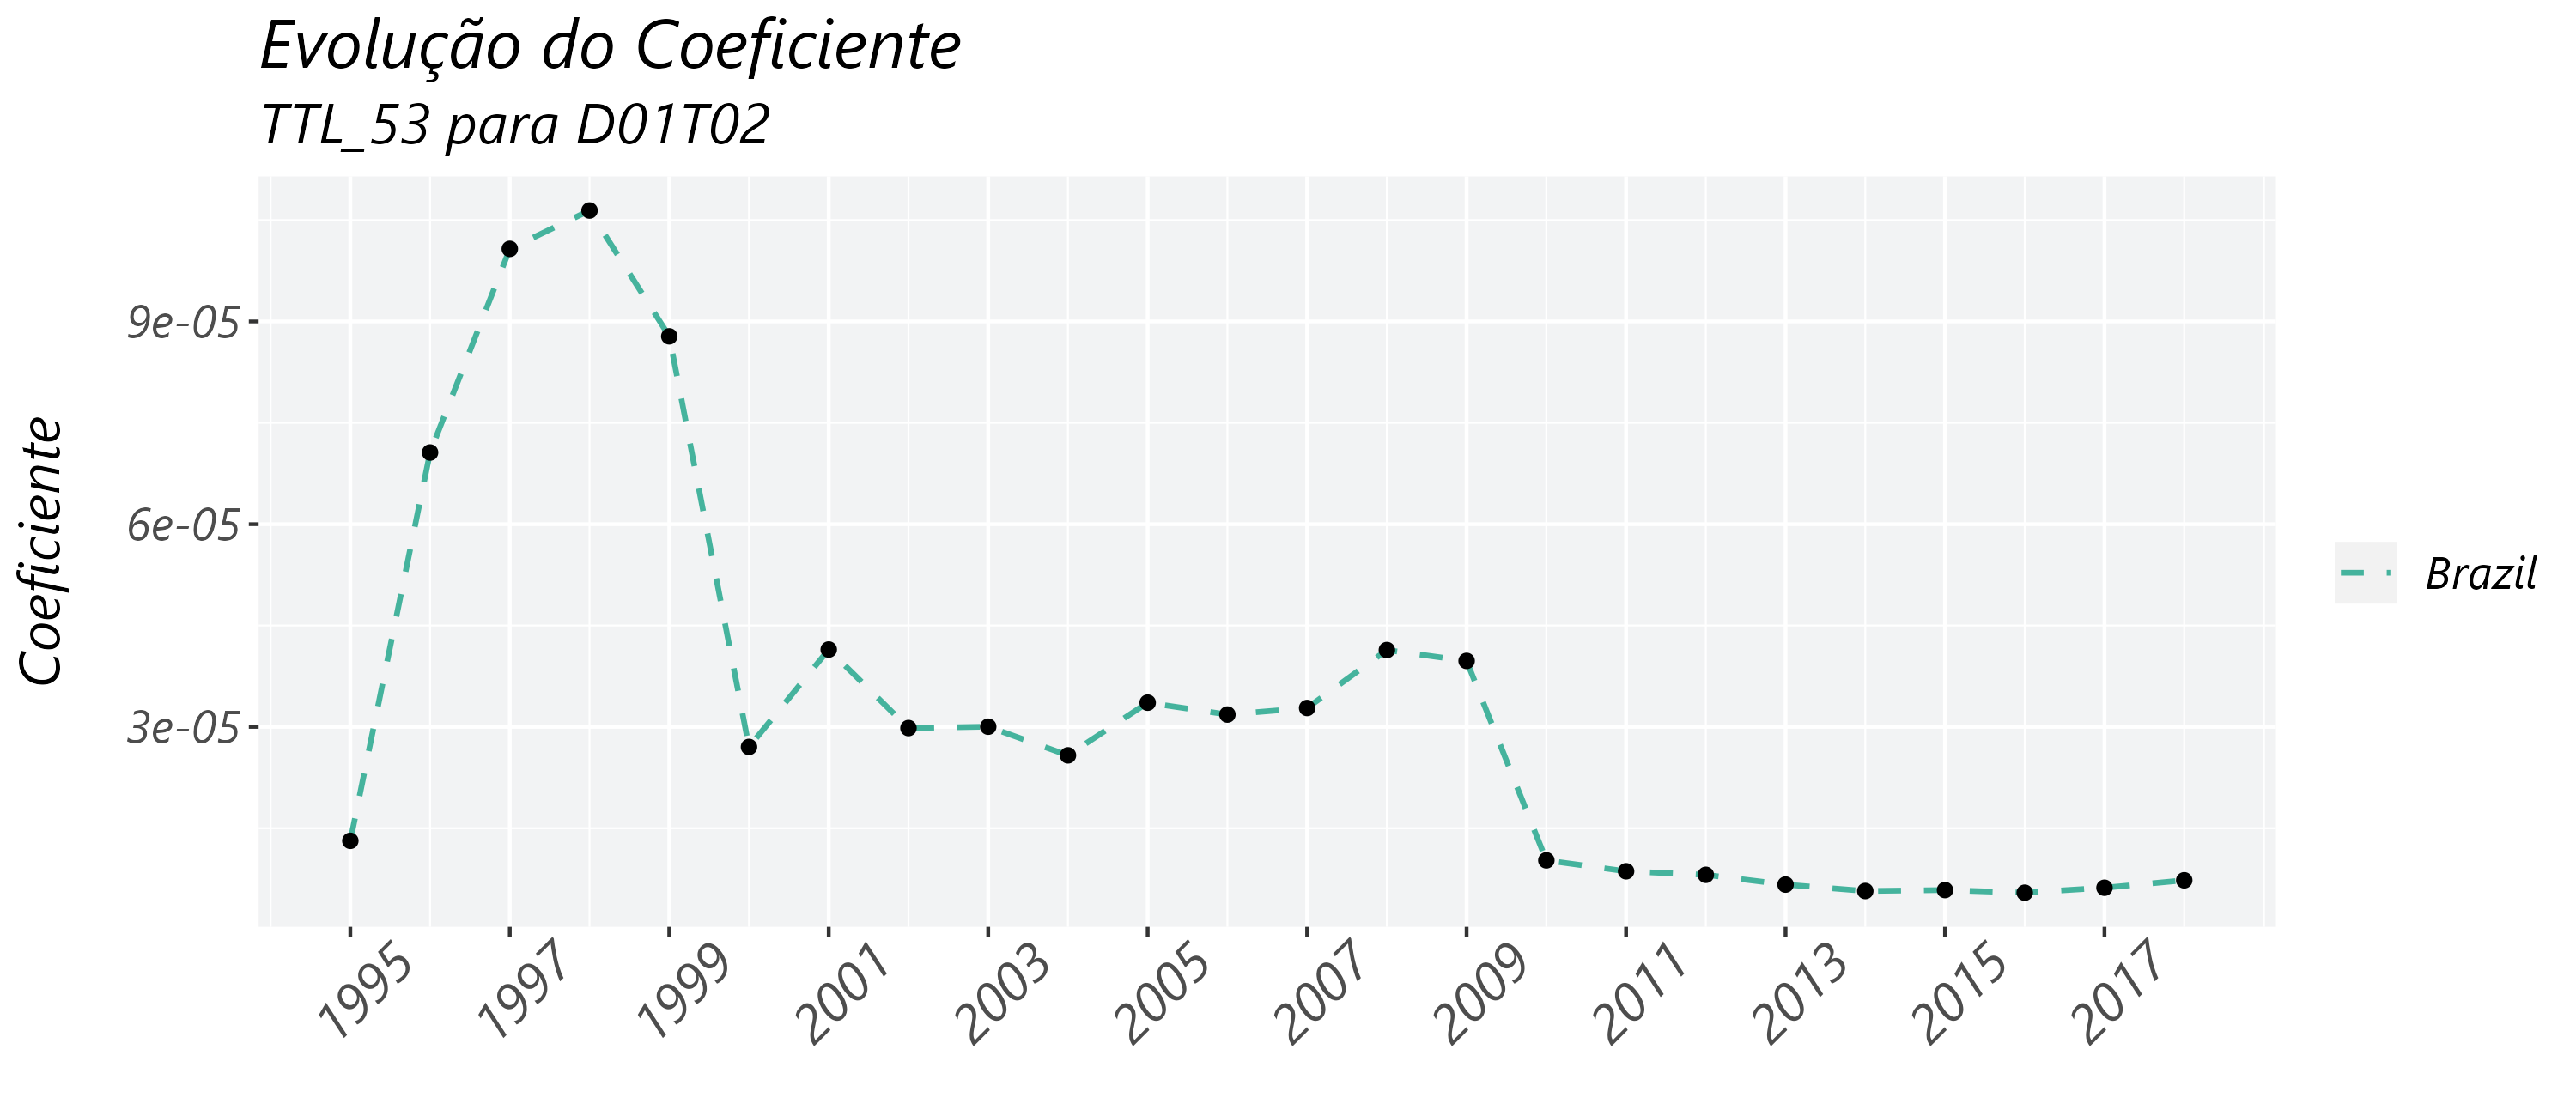 Evolução do Coeficiente
TTL_53 para D01T02
Coeficiente
9e-05
6e-05
3e-05
1995
1997
1999
2001
2003
2005
2007
2009
2011
2013
2015
2017
Brazil